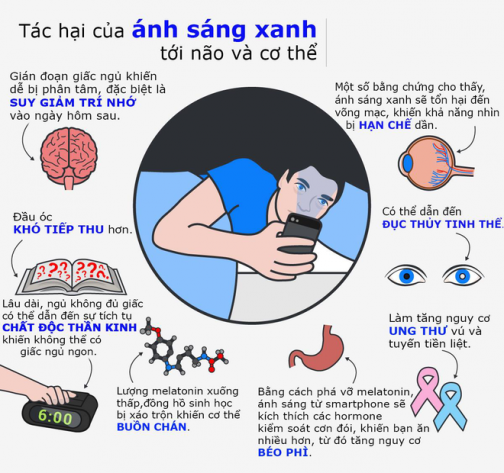 Tác hại của ánh sáng xanh
tới não và cơ thể
Gián đoạn giấc ngủ khiến
dễ bị phân tâm, đặc biệt là
SUY GIẢM TRÍ NHỚ
vào ngày hôm sau.
Một số bằng chứng cho thấy,
ánh sáng xanh sẽ tổn hại đến
võng mạc, khiến khả năng nhìn
bị HẠN CHẾ dần.
Đầu óc
KHÓ TIẾP THU hơn.
Có thể dẫn đến
ĐỤC THỦY TINH THỂ.
???
???
Lâu dài, ngủ không đủ giấc
có thể dẫn đến sự tích tụ
CHẤT ĐỘC THẦN KINH
khiến không thể có
giấc ngủ ngon.
Làm tăng nguy cơ
UNG THƯ vú và
tuyến tiền liệt.
6:00
Lượng melatonin xuống
thấp,đồng hồ sinh học
bị xáo trộn khiến cơ thể
BUỒN CHÁN.
Bằng cách phá vỡ melatonin,
ánh sáng từ smartphone sẽ
kích thích các hormone
kiểm soát cơn đói, khiến bạn ăn
nhiều hơn, từ đó tăng nguy cơ
BÉO PHÌ.